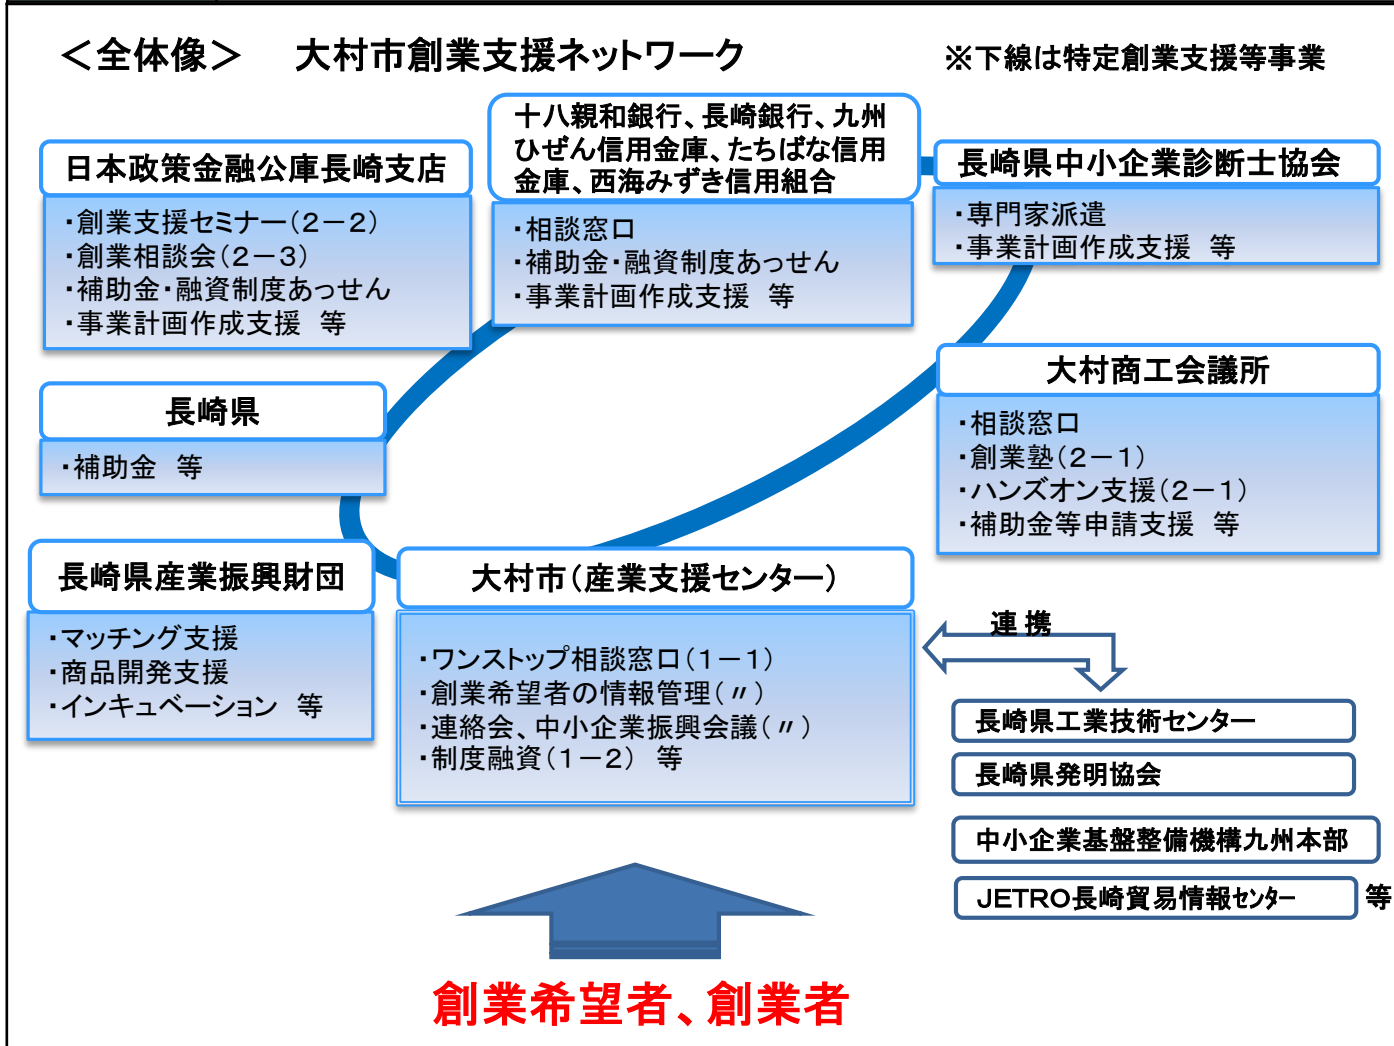 ＜全体像＞　大村市創業支援ネットワーク
※下線は特定創業支援等事業
日本政策金融公庫長崎支店
・創業支援セミナー（２－２）
・創業相談会（２－３）
・補助金・融資制度あっせん
・事業計画作成支援　等
十八親和銀行、長崎銀行、九州
ひぜん信用金庫、たちばな信用
金庫、西海みずき信用組合
・相談窓口
・補助金・融資制度あっせん
・事業計画作成支援　等
長崎県中小企業診断士協会
・専門家派遣
・事業計画作成支援　等
長崎県
・補助金　等
大村商工会議所
・相談窓口
・創業塾（２－１）
・ハンズオン支援（２－１）
・補助金等申請支援　等
長崎県産業振興財団
・マッチング支援
・商品開発支援
・インキュベーション　等
大村市（産業支援センター）
・ワンストップ相談窓口（１－１）
・創業希望者の情報管理（〃）
・連絡会、中小企業振興会議（〃）
・制度融資（１－２）　等
連 携
長崎県工業技術センター
長崎県発明協会
中小企業基盤整備機構九州本部
ＪＥＴＲＯ長崎貿易情報ｾﾝﾀｰ　等
創業希望者、創業者